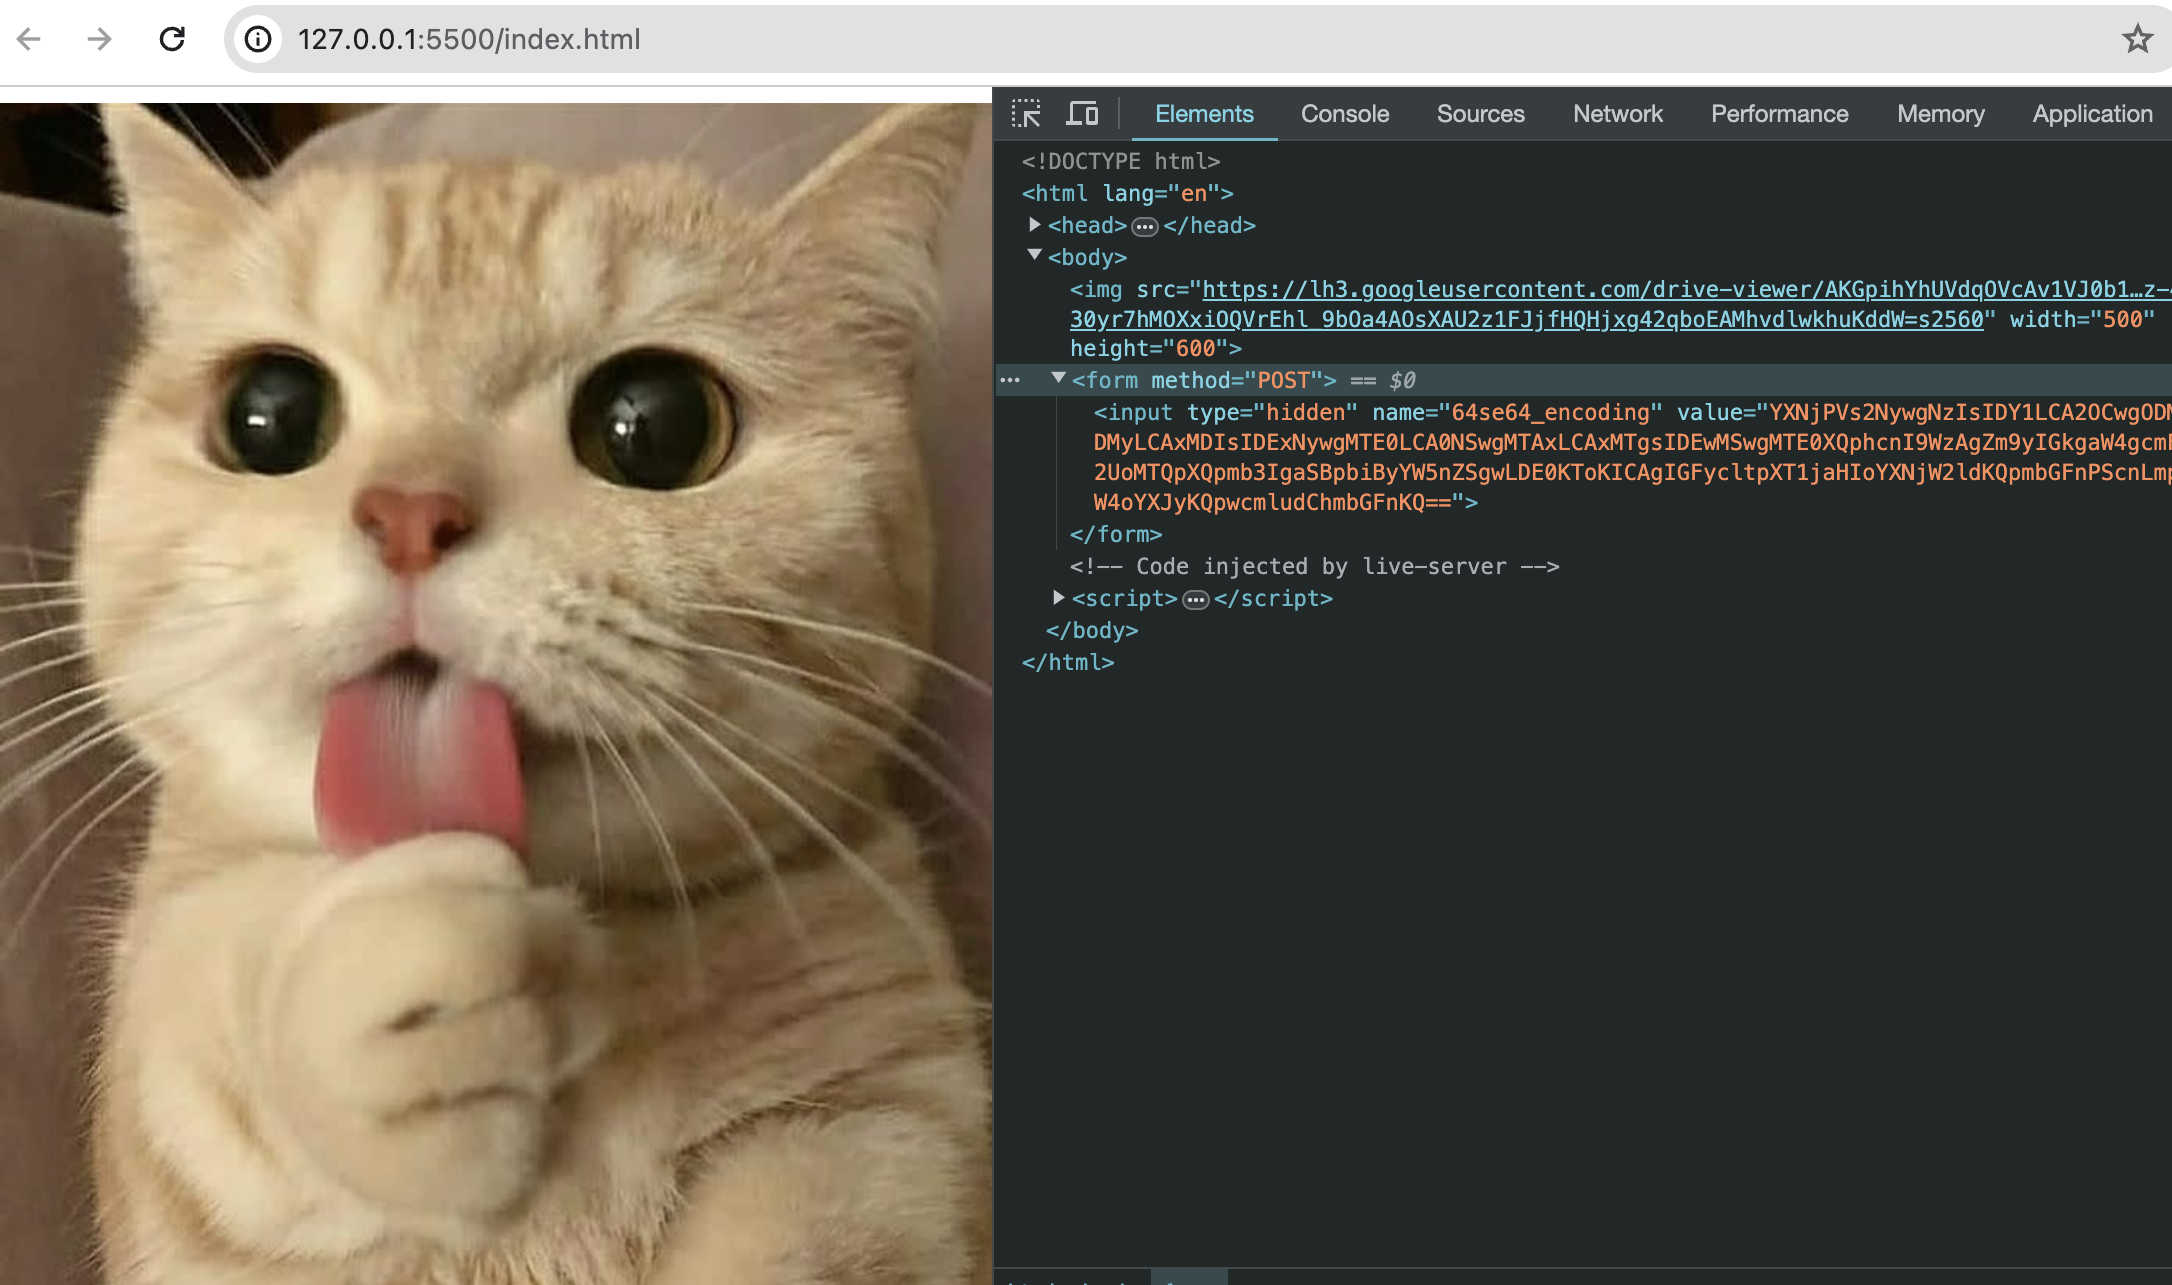 127.0.0.1:5500/index.html
Elements Console Sources Network Performance Memory Application
<!DOCTYPE html>
<html lang="en">
<head> ••• </head>
<body>
<img src="https://lh3.googleusercontent.com/drive-viewer/AKGpihYhUVdqOVcAv1VJ0b1…z-
30yr7hMOXxiOQVrEhl_9bOa4AOsXAU2z1FJjfHQHjxg42qboEAMhvdlwkhuKddW=s2560" width="500"
height="600">
••• <form method="POST"> == $0
<input type="hidden" name="64se64_encoding" value="YXNjPVs2NywgNzIsIDY1LCA2OCwgODM
DMyLCAxMDIsIDExNywgMTE0LCA0NSwgMTAxLCAxMTgsIDEwMSwgMTE0XQphcnI9WzAgZm9yIGkgaW4gcmF
2UoMTQpXQpmb3IgaSBpbiByYW5nZSgwLDE0KToKICAgIGFycltpXT1jaHIoYXNjW2ldKQpmbGFnPScnLmp
W4oYXJyKQpwcmludChmbGFnKQ==">
</form>
<!-- Code injected by live-server -->
<script> ••• </script>
</body>
</html>